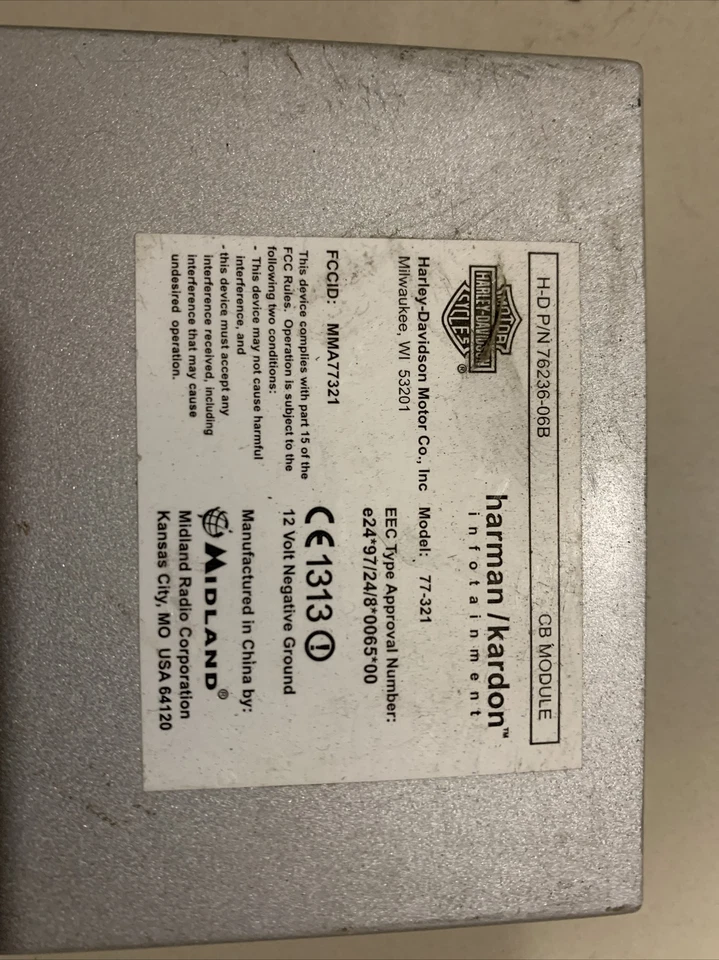 H-D P/N 76236-06B CB MODULE
MOTOR
HARLEY-DAVIDSON
CYCLES
®
harman/kardon™
infotainment
Harley-Davidson Motor Co., Inc
Milwaukee, WI 53201
Model: 77-321
EEC Type Approval Number:
e24*97/24/8*0065*00
FCCID: MMA77321
This device complies with part 15 of the
FCC Rules. Operation is subject to the
following two conditions:
- This device may not cause harmful
interference, and
- this device must accept any
interference received, including
interference that may cause
undesired operation.
CE1313!
12 Volt Negative Ground
Manufactured in China by:
MIDLAND®
Midland Radio Corporation
Kansas City, MO USA 64120